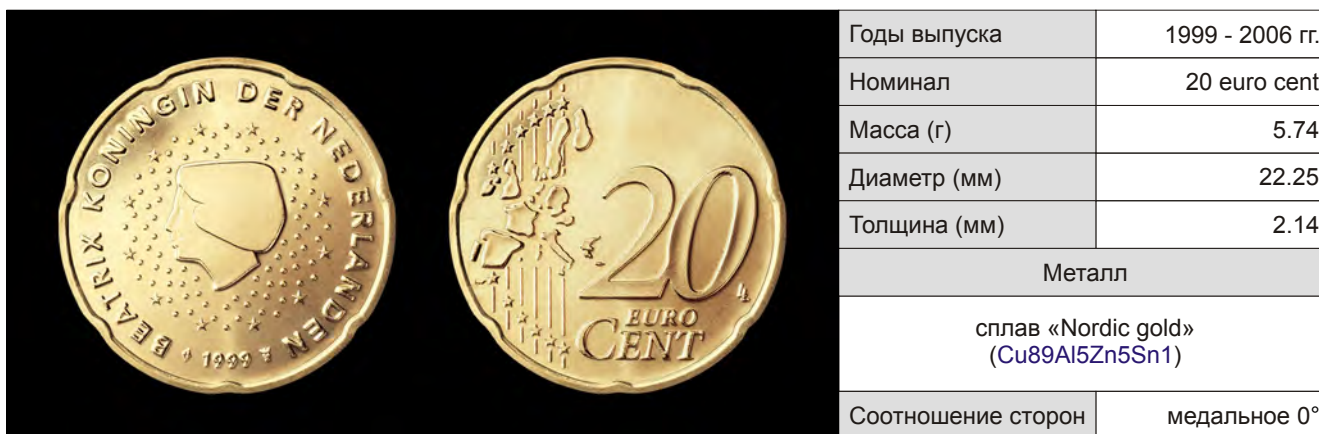 BEATRIX KONINGIN DER NEDERLANDEN
1999
20
EURO
CENT
Годы выпуска 1999 - 2006 гг.
Номинал 20 euro cent
Масса (г) 5.74
Диаметр (мм) 22.25
Толщина (мм) 2.14
Металл
сплав «Nordic gold»
(Cu89Al5Zn5Sn1)
Соотношение сторон медальное 0°